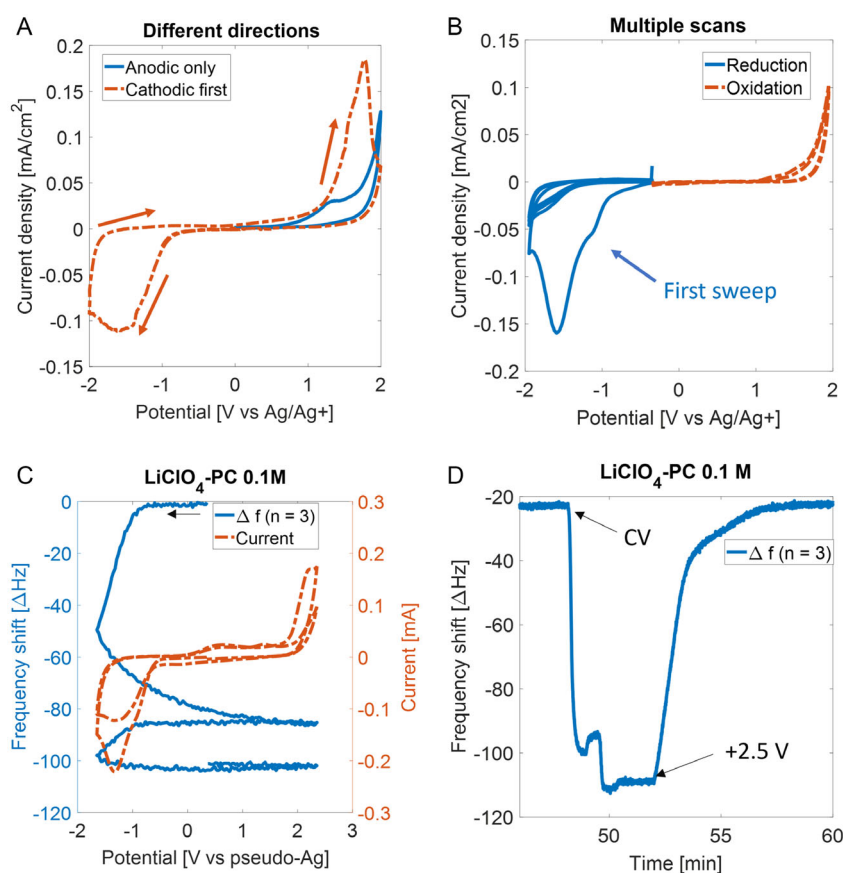 A
Different directions
0.2
0.15
0.1
0.05
0
-0.05
-0.1
-0.15
Current density [mA/cm²]
Anodic only
Cathodic first
-2
-1
0
1
2
Potential [V vs Ag/Ag+]
B
Multiple scans
0.15
0.1
0.05
0
-0.05
-0.1
-0.15
-0.2
Current density [mA/cm2]
Reduction
Oxidation
First sweep
-2
-1
0
1
2
Potential [V vs Ag/Ag+]
C
LiClO₄-PC 0.1M
0
-20
-40
-60
-80
-100
-120
Frequency shift [ΔHz]
Δ f (n = 3)
Current
0.3
0.2
0.1
0
-0.1
-0.2
-0.3
Current [mA]
-2
-1
0
1
2
3
Potential [V vs pseudo-Ag]
D
LiClO₄-PC 0.1 M
-20
-40
-60
-80
-100
-120
Frequency shift [ΔHz]
CV
Δ f (n = 3)
+2.5 V
50
55
60
Time [min]